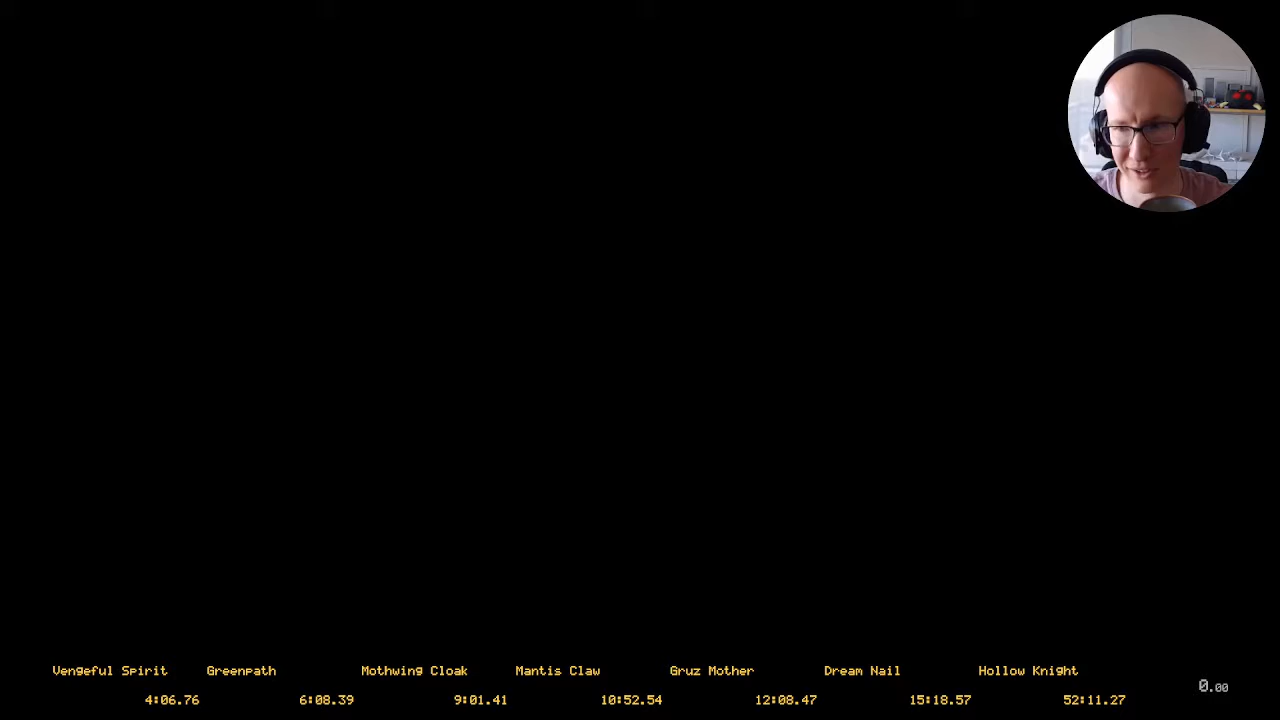 Vengeful Spirit Greenpath Mothwing Cloak Mantis Claw Gruz Mother Dream Nail Hollow Knight
4:06.76 6:08.39 9:01.41 10:52.54 12:08.47 15:18.57 52:11.27
0.00